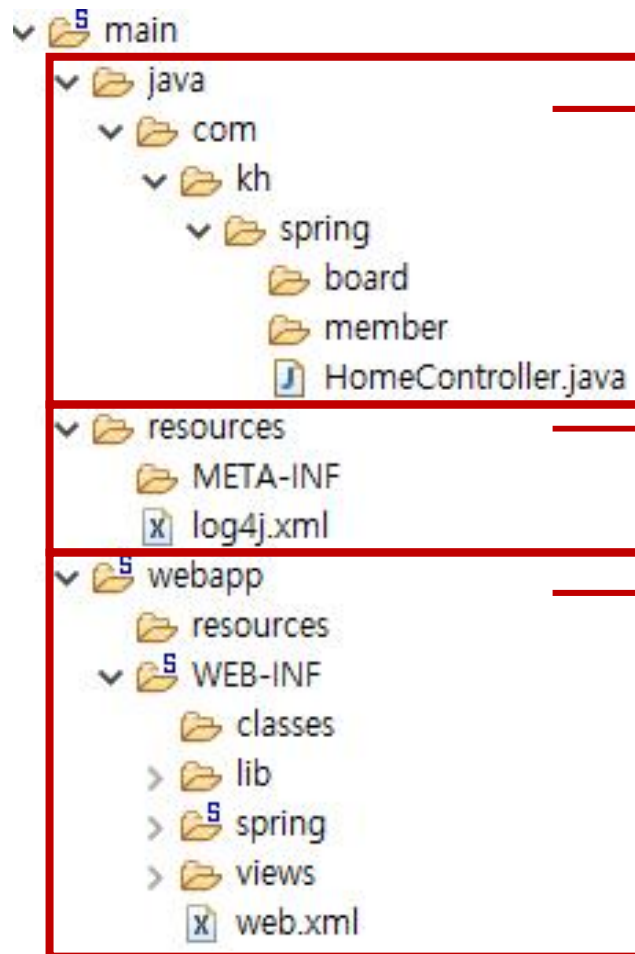 main
java
com
kh
spring
board
member
HomeController.java
resources
META-INF
log4j.xml
webapp
resources
WEB-INF
classes
lib
spring
views
web.xml